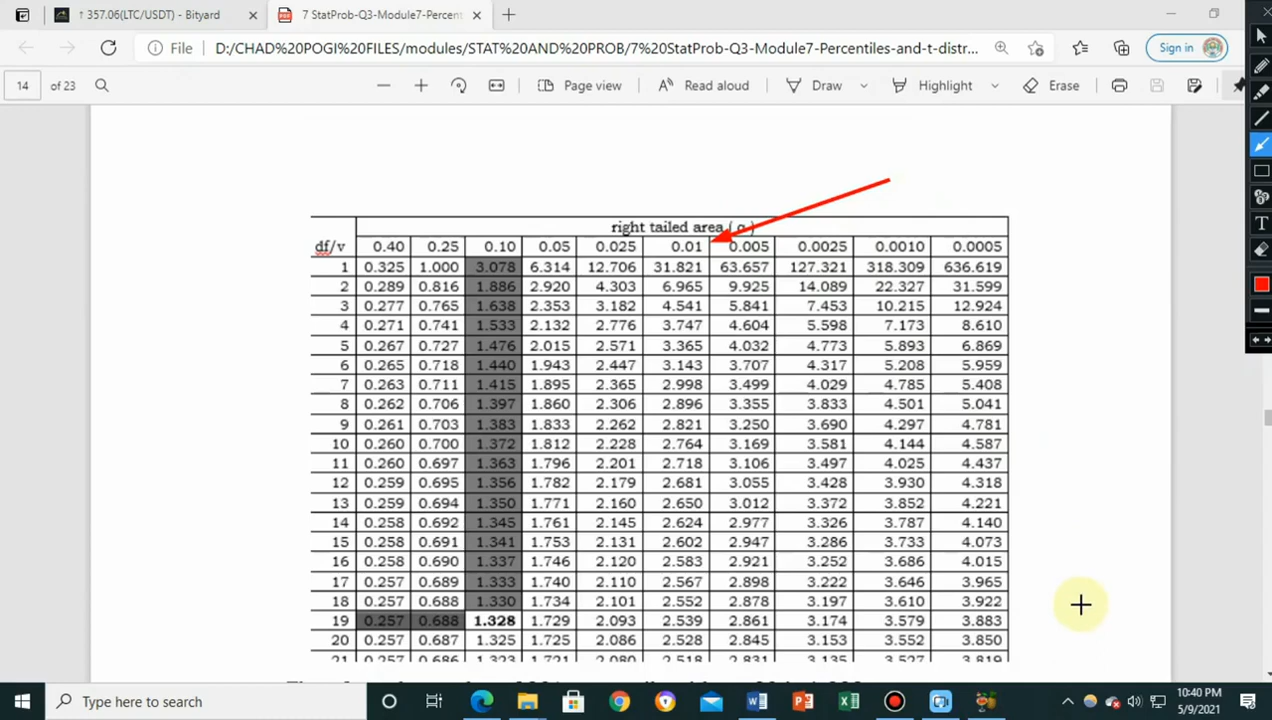 ↑ 357.06(LTC/USDT) - Bityard
7 StatProb-Q3-Module7-Percent
File D:/CHAD%20POGI%20FILES/modules/STAT%20AND%20PROB/7%20StatProb-Q3-Module7-Percentiles-and-t-distr...
Sign in
14 of 23 Page view Read aloud Draw Highlight Erase
right tailed area ( α )
df/v 0.40 0.25 0.10 0.05 0.025 0.01 0.005 0.0025 0.0010 0.0005
1 0.325 1.000 3.078 6.314 12.706 31.821 63.657 127.321 318.309 636.619
2 0.289 0.816 1.886 2.920 4.303 6.965 9.925 14.089 22.327 31.599
3 0.277 0.765 1.638 2.353 3.182 4.541 5.841 7.453 10.215 12.924
4 0.271 0.741 1.533 2.132 2.776 3.747 4.604 5.598 7.173 8.610
5 0.267 0.727 1.476 2.015 2.571 3.365 4.032 4.773 5.893 6.869
6 0.265 0.718 1.440 1.943 2.447 3.143 3.707 4.317 5.208 5.959
7 0.263 0.711 1.415 1.895 2.365 2.998 3.499 4.029 4.785 5.408
8 0.262 0.706 1.397 1.860 2.306 2.896 3.355 3.833 4.501 5.041
9 0.261 0.703 1.383 1.833 2.262 2.821 3.250 3.690 4.297 4.781
10 0.260 0.700 1.372 1.812 2.228 2.764 3.169 3.581 4.144 4.587
11 0.260 0.697 1.363 1.796 2.201 2.718 3.106 3.497 4.025 4.437
12 0.259 0.695 1.356 1.782 2.179 2.681 3.055 3.428 3.930 4.318
13 0.259 0.694 1.350 1.771 2.160 2.650 3.012 3.372 3.852 4.221
14 0.258 0.692 1.345 1.761 2.145 2.624 2.977 3.326 3.787 4.140
15 0.258 0.691 1.341 1.753 2.131 2.602 2.947 3.286 3.733 4.073
16 0.258 0.690 1.337 1.746 2.120 2.583 2.921 3.252 3.686 4.015
17 0.257 0.689 1.333 1.740 2.110 2.567 2.898 3.222 3.646 3.965
18 0.257 0.688 1.330 1.734 2.101 2.552 2.878 3.197 3.610 3.922
19 0.257 0.688 1.328 1.729 2.093 2.539 2.861 3.174 3.579 3.883
20 0.257 0.687 1.325 1.725 2.086 2.528 2.845 3.153 3.552 3.850
21 0.257 0.686 1.323 1.721 2.080 2.518 2.831 3.135 3.527 3.819
Type here to search
10:40 PM
5/9/2021